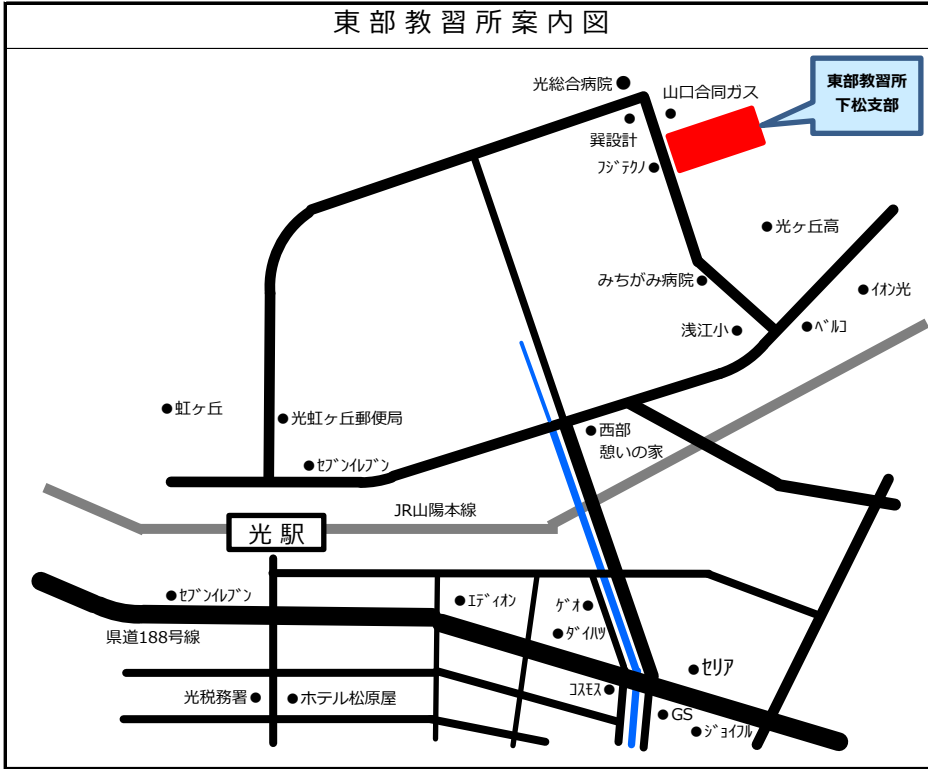 東部教習所案内図
光総合病院
山口合同ガス
東部教習所
下松支部
巽設計
ﾌｼﾞﾃｸﾉ
光ヶ丘高
みちがみ病院
ｲｵﾝ光
浅江小
ﾍﾞﾙｺ
虹ヶ丘
光虹ヶ丘郵便局
西部
憩いの家
ｾﾌﾞﾝｲﾚﾌﾞﾝ
JR山陽本線
光駅
ｾﾌﾞﾝｲﾚﾌﾞﾝ
ｴﾃﾞｨｵﾝ
ｹﾞｵ
県道188号線
ﾀﾞｲﾊﾂ
ｾﾘｱ
ｺｽﾓｽ
光税務署
ホテル松原屋
GS
ｼﾞｮｲﾌﾙ